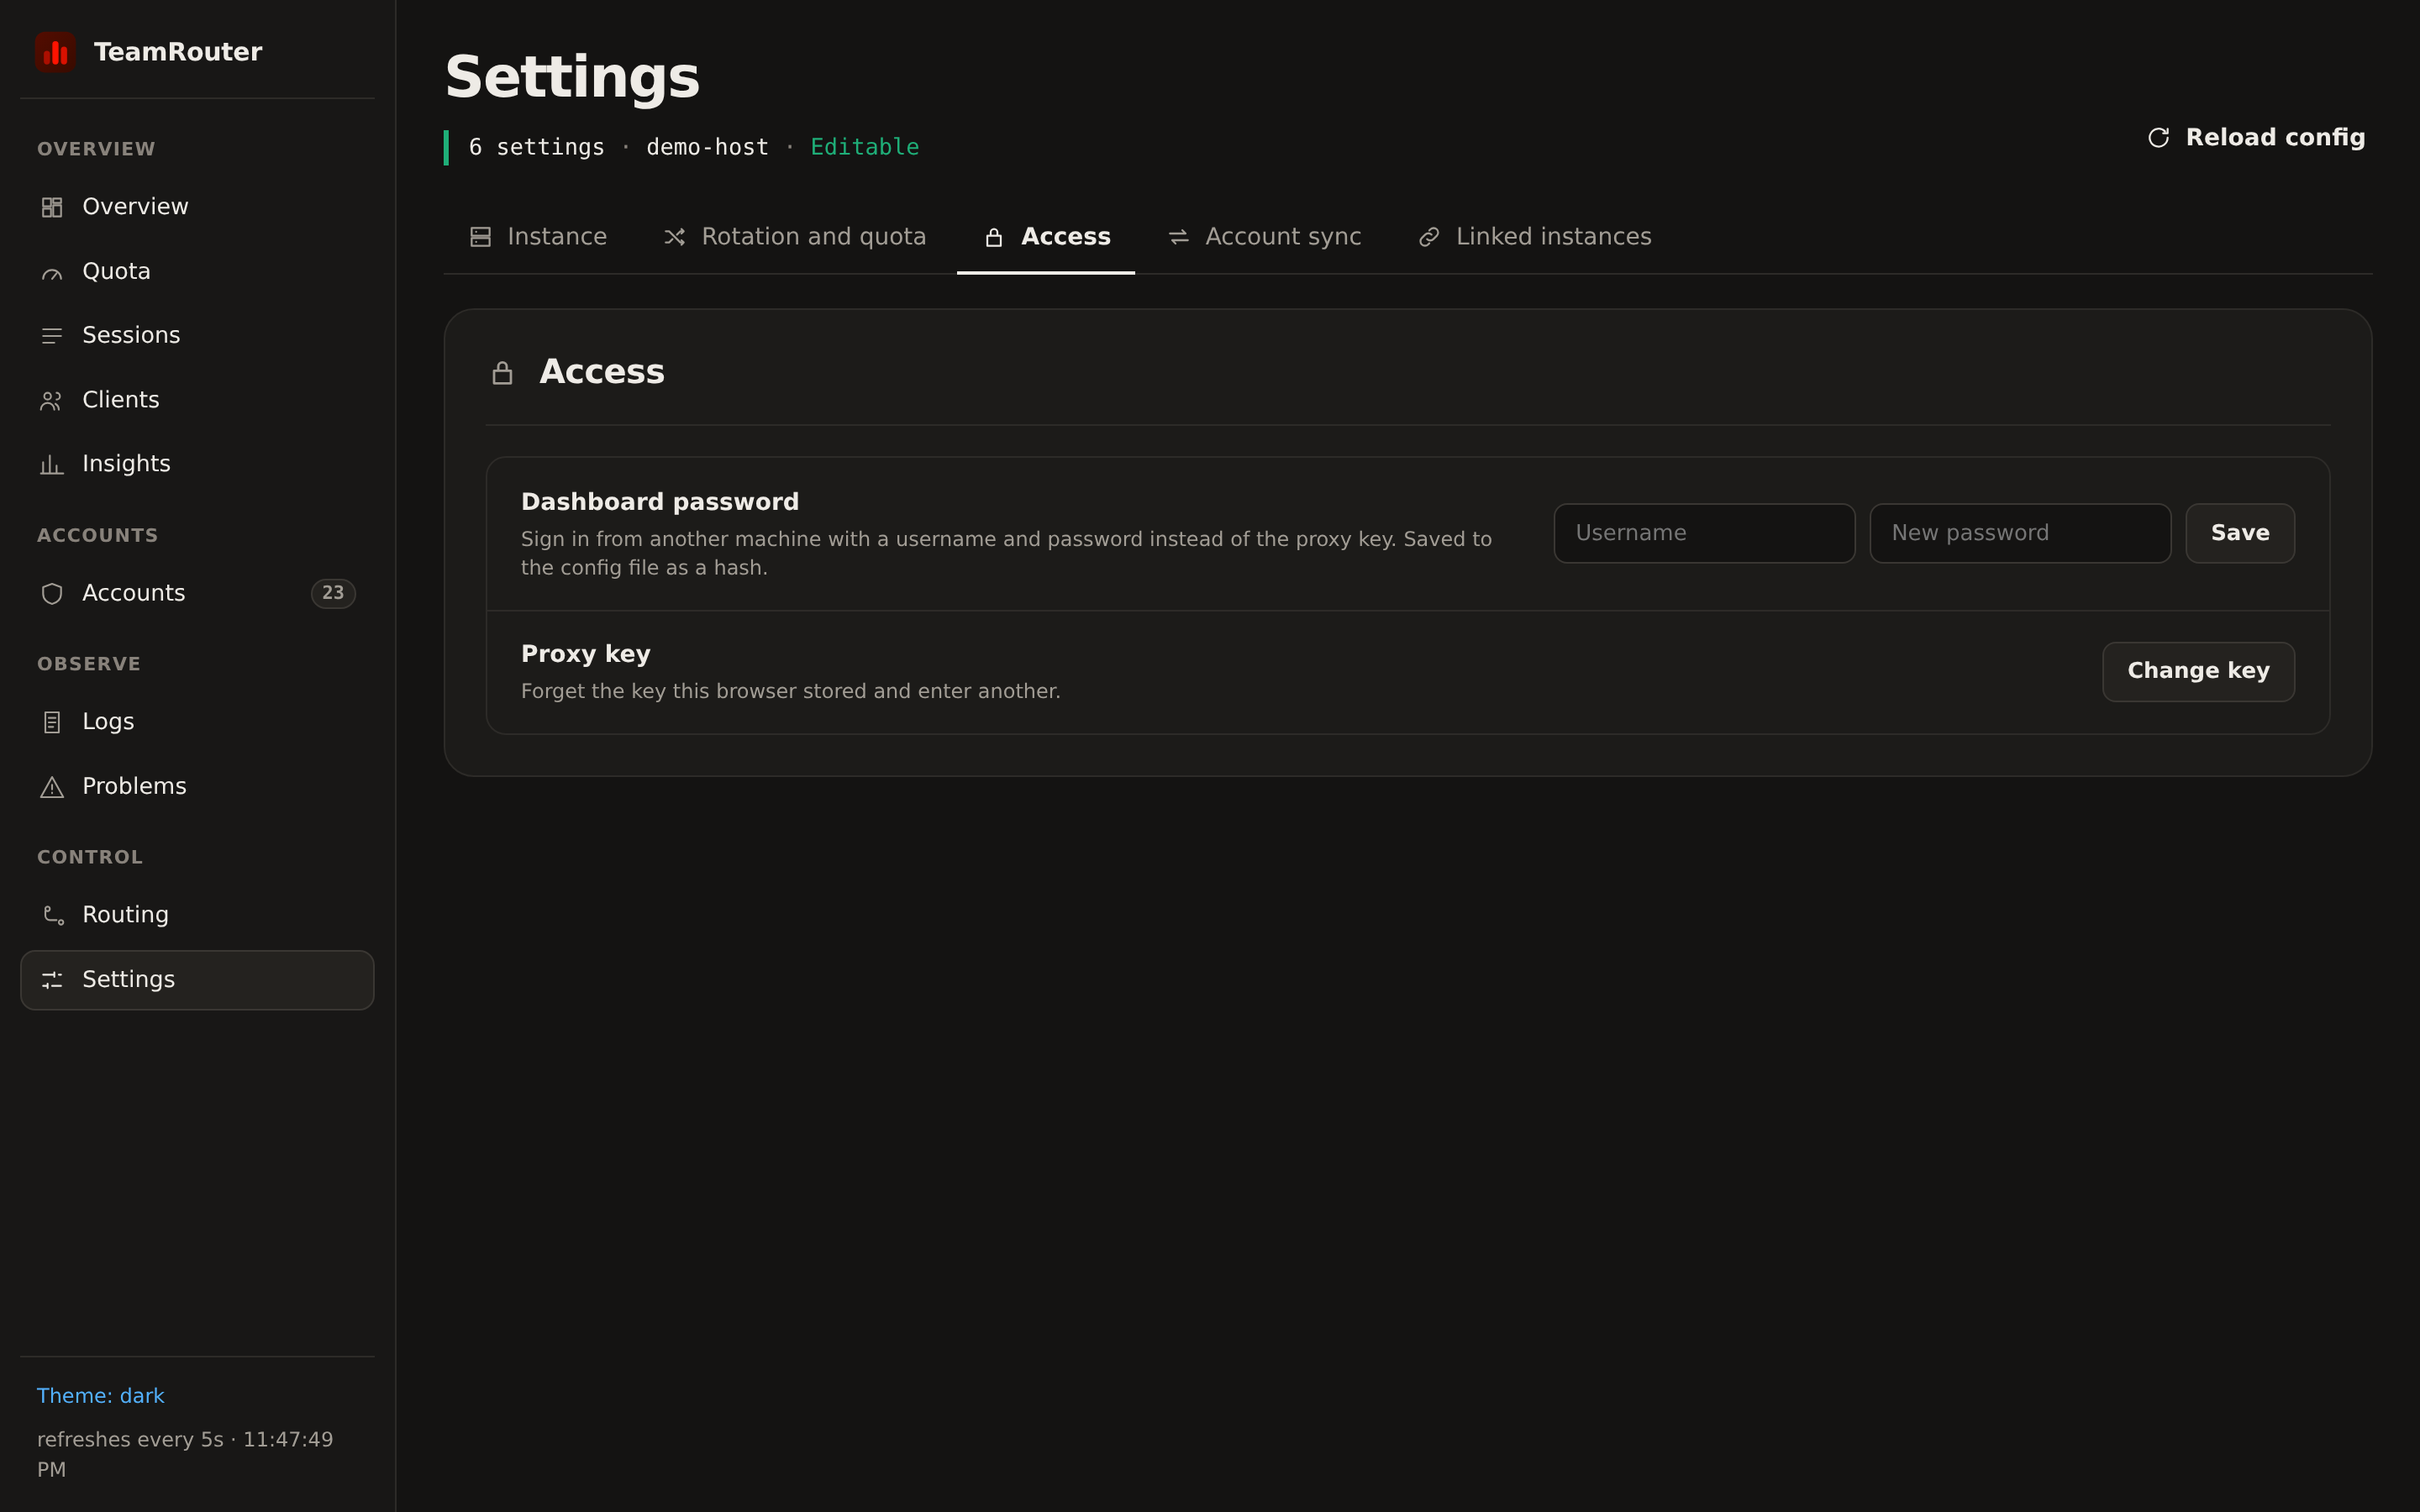 TeamRouter
OVERVIEW
Overview
Quota
Sessions
Clients
Insights
ACCOUNTS
Accounts 23
OBSERVE
Logs
Problems
CONTROL
Routing
Settings
Theme: dark
refreshes every 5s · 11:47:49
PM
Settings
6 settings · demo-host · Editable
Reload config
Instance Rotation and quota Access Account sync Linked instances
Access
Dashboard password
Sign in from another machine with a username and password instead of the proxy key. Saved to
the config file as a hash.
Username New password Save
Proxy key
Forget the key this browser stored and enter another.
Change key